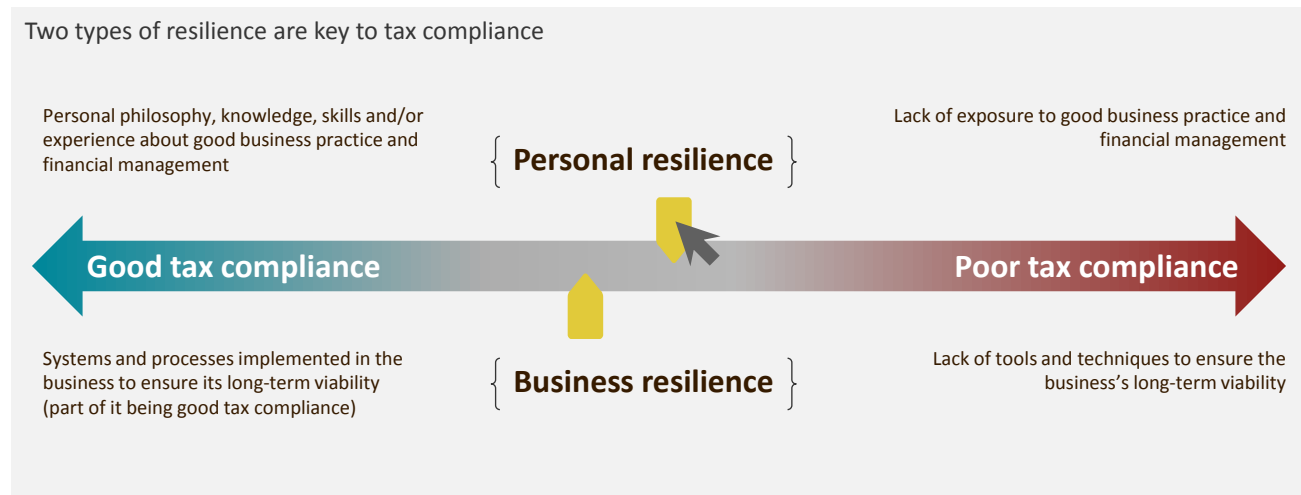 Two types of resilience are key to tax compliance
Personal philosophy, knowledge, skills and/or
experience about good business practice and
financial management
Personal resilience
Lack of exposure to good business practice and
financial management
Good tax compliance
Poor tax compliance
Systems and processes implemented in the
business to ensure its long-term viability
(part of it being good tax compliance)
Business resilience
Lack of tools and techniques to ensure the
business’s long-term viability